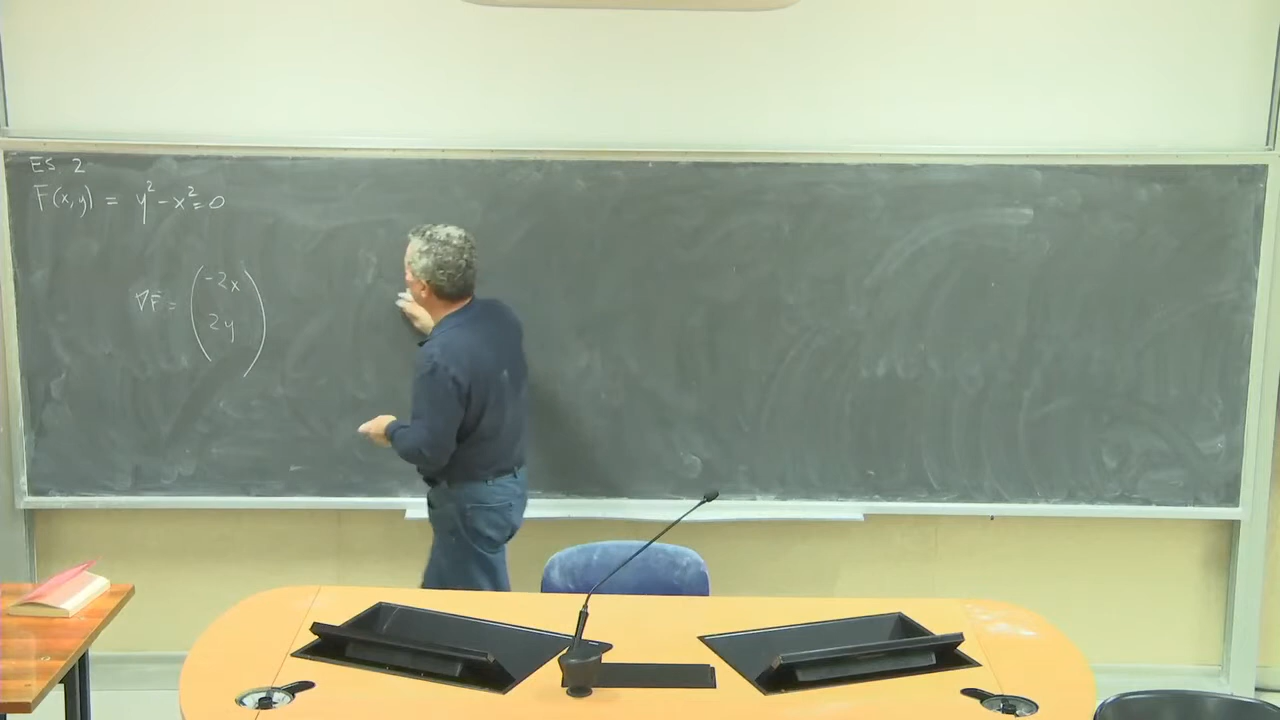 ES. 2
F(x,y) = y² - x² = 0
∇F = (-2x
2y)